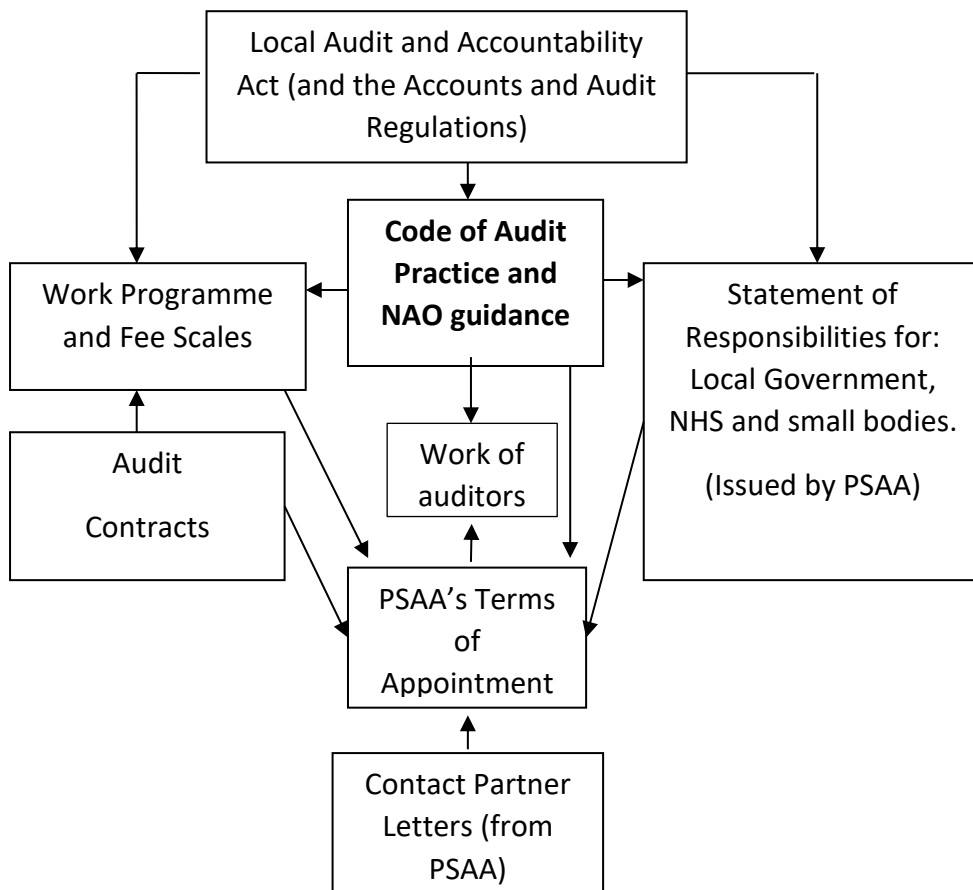 Local Audit and Accountability
Act (and the Accounts and Audit
Regulations)
Code of Audit
Practice and
NAO guidance
Work Programme
and Fee Scales
Statement of
Responsibilities for:
Local Government,
NHS and small bodies.
(Issued by PSAA)
Audit
Contracts
Work of
auditors
PSAA’s Terms
of
Appointment
Contact Partner
Letters (from
PSAA)